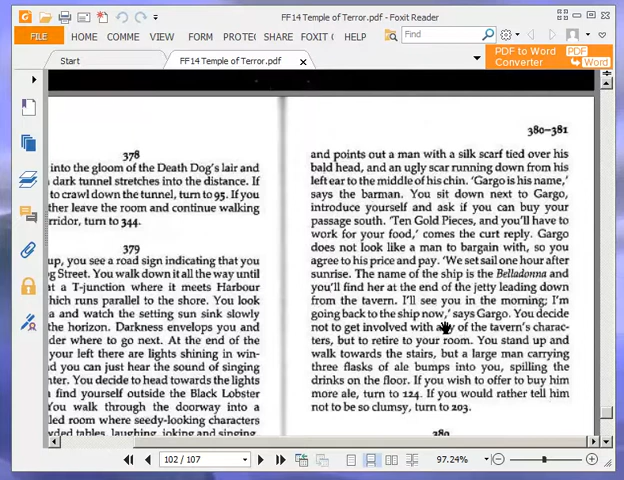 FF14 Temple of Terror.pdf - Foxit Reader
FILE HOME COMME VIEW FORM PROTE SHARE FOXIT C HELP Find
PDF to Word Converter PDF Word
Start FF14 Temple of Terror.pdf
378
into the gloom of the Death Dog's lair and
dark tunnel stretches into the distance. If
to crawl down the tunnel, turn to 95. If you
ther leave the room and continue walking
rridor, turn to 344.
379
up, you see a road sign indicating that you
g Street. You walk down it all the way until
at a T-junction where it meets Harbour
hich runs parallel to the shore. You look
a and watch the setting sun sink slowly
the horizon. Darkness envelops you and
der where to go next. At the end of the
your left there are lights shining in win-
d you can just hear the sound of singing
nter. You decide to head towards the lights
find yourself outside the Black Lobster
You walk through the doorway into a
led room where seedy-looking characters
vded tables, laughing, joking and singing.
380–381
and points out a man with a silk scarf tied over his
bald head, and an ugly scar running down from his
left ear to the middle of his chin. 'Gargo is his name,'
says the barman. You sit down next to Gargo,
introduce yourself and ask if you can buy your
passage south. 'Ten Gold Pieces, and you'll have to
work for your food,' comes the curt reply. Gargo
does not look like a man to bargain with, so you
agree to his price and pay. 'We set sail one hour after
sunrise. The name of the ship is the Belladonna and
you'll find her at the end of the jetty leading down
from the tavern. I'll see you in the morning; I'm
going back to the ship now,' says Gargo. You decide
not to get involved with any of the tavern's charac-
ters, but to retire to your room. You stand up and
walk towards the stairs, but a large man carrying
three flasks of ale bumps into you, spilling the
drinks on the floor. If you wish to offer to buy him
more ale, turn to 124. If you would rather tell him
not to be so clumsy, turn to 203.
380
102 / 107 97.24%